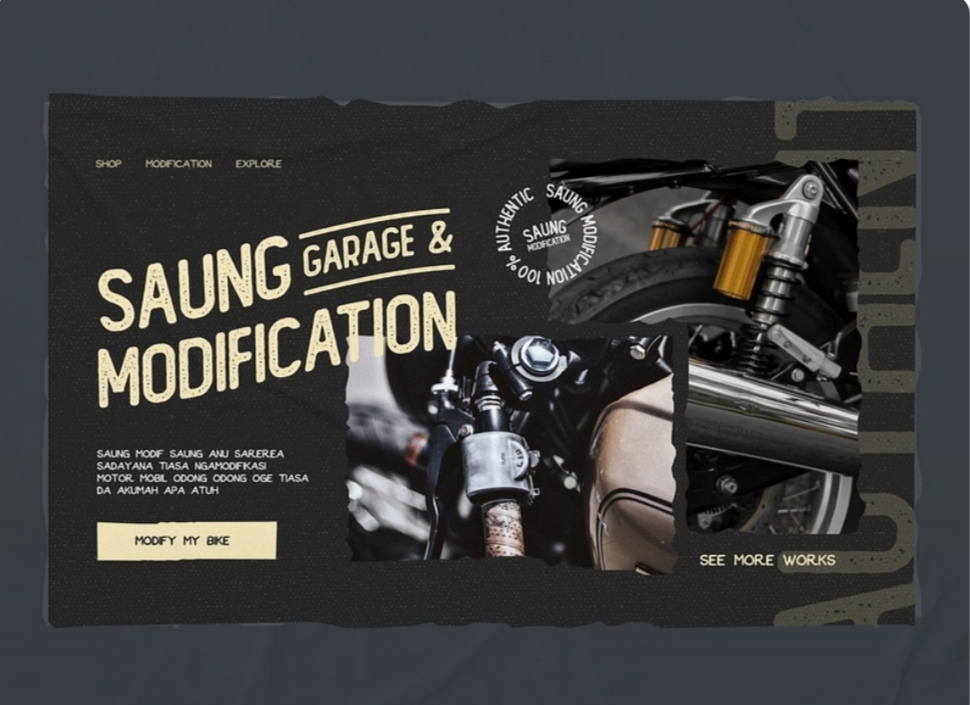 SHOP MODIFICATION EXPLORE
SAUNG GARAGE &
MODIFICATION
100% AUTHENTIC SAUNG MODIFICATION
SAUNG
MODIFICATION
SAUNG MODIF SAUNG ANU SAREREA
SADAYANA TIASA NGAMODIFIKASI
MOTOR MOBIL ODONG ODONG OGE TIASA
DA AKUMAH APA ATUH
MODIFY MY BIKE
SEE MORE WORKS